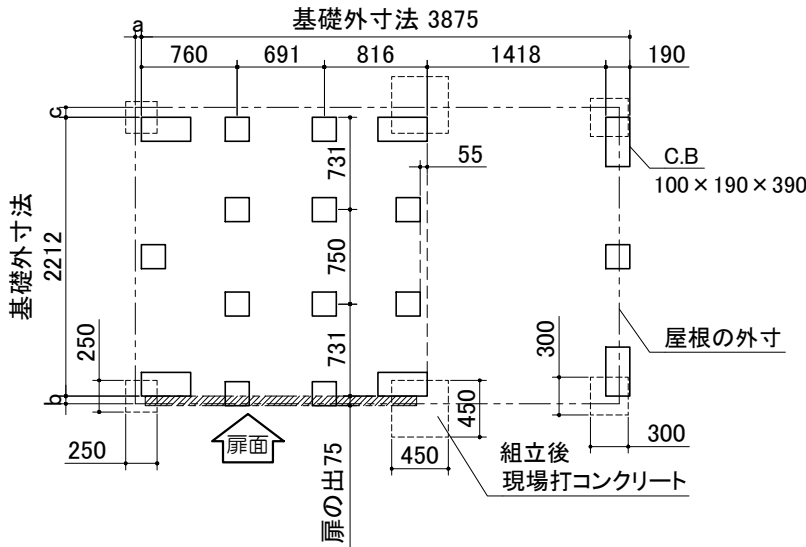 基礎外寸法 3875
a
760
691
816
1418
190
c
55
C.B
100×190×390
731
750
731
基礎外寸法
2212
屋根の外寸
250
300
b
450
250
扉面
扉の出75
450
組立後
現場打コンクリート
300